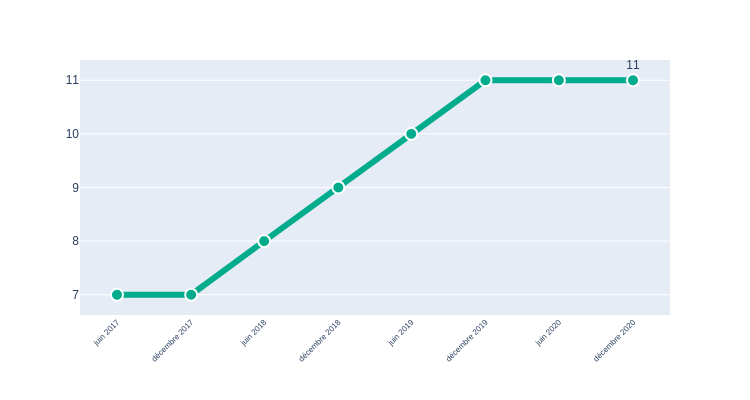 11
11
10
9
8
7
juin 2017
décembre 2017
juin 2018
décembre 2018
juin 2019
décembre 2019
juin 2020
décembre 2020